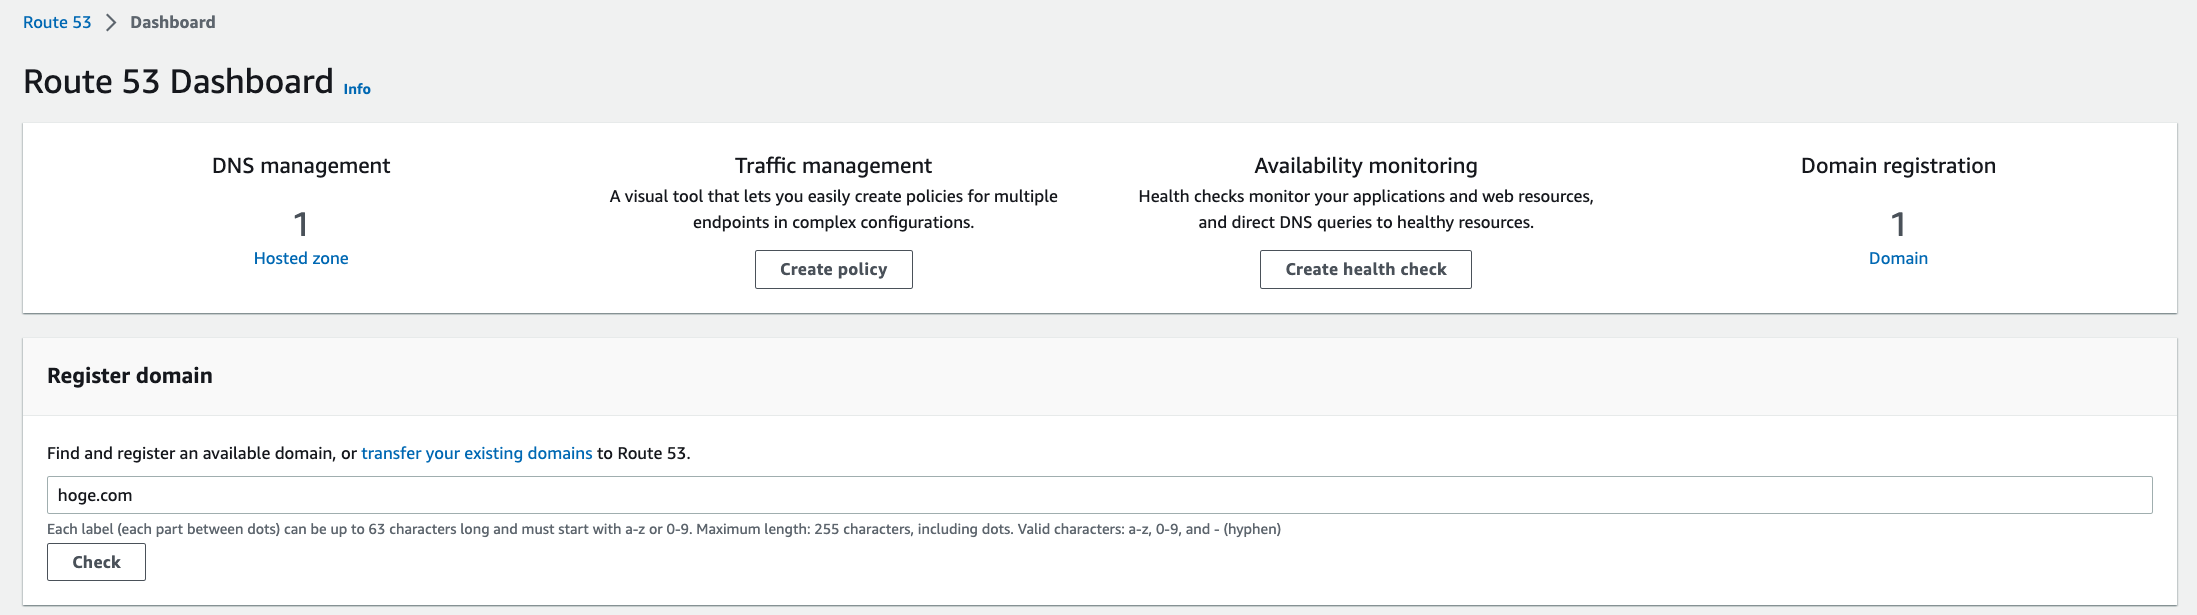 Route 53 > Dashboard
Route 53 Dashboard Info
DNS management
1
Hosted zone
Traffic management
A visual tool that lets you easily create policies for multiple
endpoints in complex configurations.
Create policy
Availability monitoring
Health checks monitor your applications and web resources,
and direct DNS queries to healthy resources.
Create health check
Domain registration
1
Domain
Register domain
Find and register an available domain, or transfer your existing domains to Route 53.
hoge.com
Each label (each part between dots) can be up to 63 characters long and must start with a-z or 0-9. Maximum length: 255 characters, including dots. Valid characters: a-z, 0-9, and - (hyphen)
Check